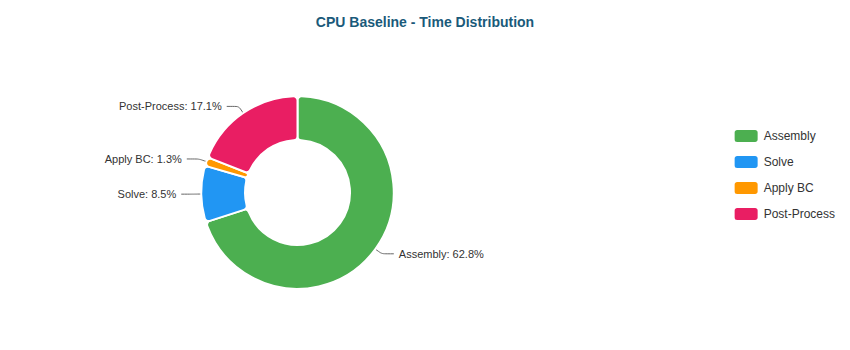 CPU Baseline - Time Distribution
Post-Process: 17.1%
Apply BC: 1.3%
Solve: 8.5%
Assembly: 62.8%
Assembly
Solve
Apply BC
Post-Process